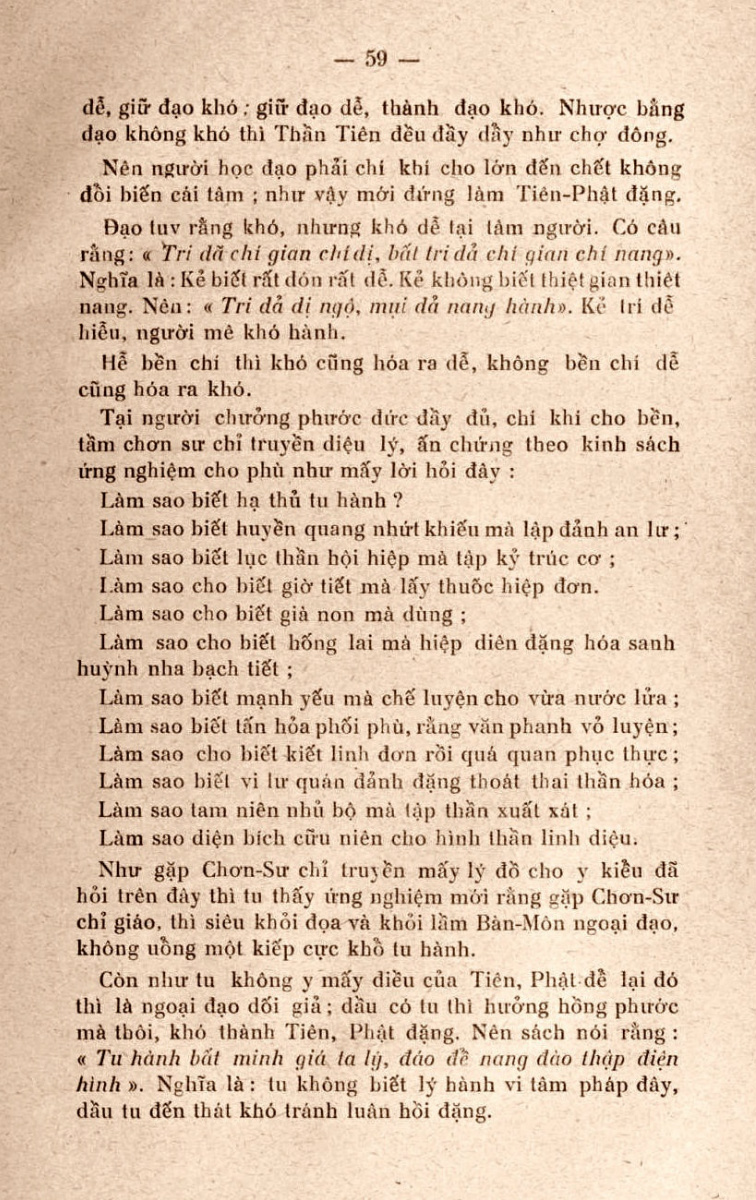 — 59 —
dễ, giữ đạo khó; giữ đạo dễ, thành đạo khó. Nhược bằng
đạo không khó thì Thần Tiên đều đầy dẫy như chợ đông.
Nên người học đạo phải chí khí cho lớn đến chết không
đổi biến cái tâm ; như vậy mới đứng làm Tiên-Phật đặng.
Đạo tuy rằng khó, nhưng khó dễ tại tâm người. Có câu
rằng: « Tri dã chí gian chí dị, bất tri dả chí gian chí nang».
Nghĩa là : Kẻ biết rất đón rất dễ. Kẻ không biết thiệt gian thiệt
nang. Nên: « Tri dả dị ngộ, muị dả nang hành». Kẻ tri dễ
hiểu, người mê khó hành.
Hễ bền chí thì khó cũng hóa ra dễ, không bền chí dễ
cũng hóa ra khó.
Tại người chưởng phước đức đầy đủ, chí khí cho bền,
tầm chơn sư chỉ truyền diệu lý, ấn chứng theo kinh sách
ứng nghiệm cho phù như mấy lời hỏi đây :
Làm sao biết hạ thủ tu hành ?
Làm sao biết huyền quang nhứt khiếu mà lập đảnh an lư ;
Làm sao biết lục thần hội hiệp mà tập kỷ trúc cơ ;
Làm sao cho biết giờ tiết mà lấy thuốc hiệp đơn.
Làm sao cho biết già non mà dùng ;
Làm sao cho biết hống lai mà hiệp diên đặng hóa sanh
huỳnh nha bạch tiết ;
Làm sao biết mạnh yếu mà chế luyện cho vừa nước lửa ;
Làm sao biết tấn hỏa phối phù, rằng văn phanh vỏ luyện ;
Làm sao cho biết kiết linh đơn rồi quá quan phục thực ;
Làm sao biết vi lư quán đảnh đặng thoát thai thần hóa ;
Làm sao tam niên nhủ bộ mà tập thần xuất xát ;
Làm sao diện bích cữu niên cho hình thần linh diệu.
Như gặp Chơn-Sư chỉ truyền mấy lý đồ cho y kiểu đã
hỏi trên đây thì tu thấy ứng nghiệm mới rằng gặp Chơn-Sư
chỉ giáo, thì siêu khỏi đọa và khỏi lầm Bàn-Môn ngoại đạo,
không uổng một kiếp cực khổ tu hành.
Còn như tu không y mấy điều của Tiên, Phật để lại đó
thì là ngoại đạo dối giả ; dầu có tu thì hưởng hồng phước
mà thôi, khó thành Tiên, Phật đặng. Nên sách nói rằng :
« Tu hành bất minh giá ta lý, đáo đề nang đào thập điện
hình ». Nghĩa là : tu không biết lý hành vi tâm pháp đây,
dầu tu đến thát khó tránh luân hồi đặng.